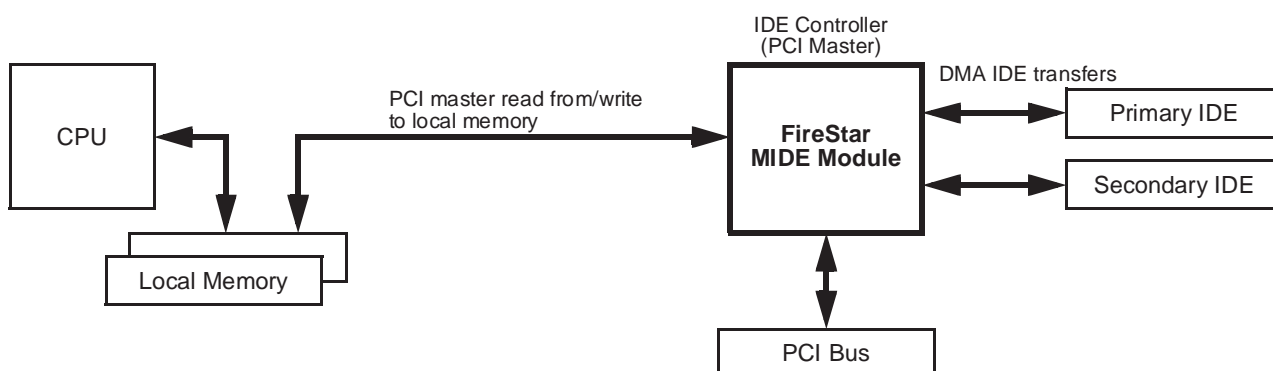 IDE Controller
(PCI Master)
DMA IDE transfers
PCI master read from/write
to local memory
CPU
FireStar
MIDE Module
Primary IDE
Secondary IDE
Local Memory
PCI Bus